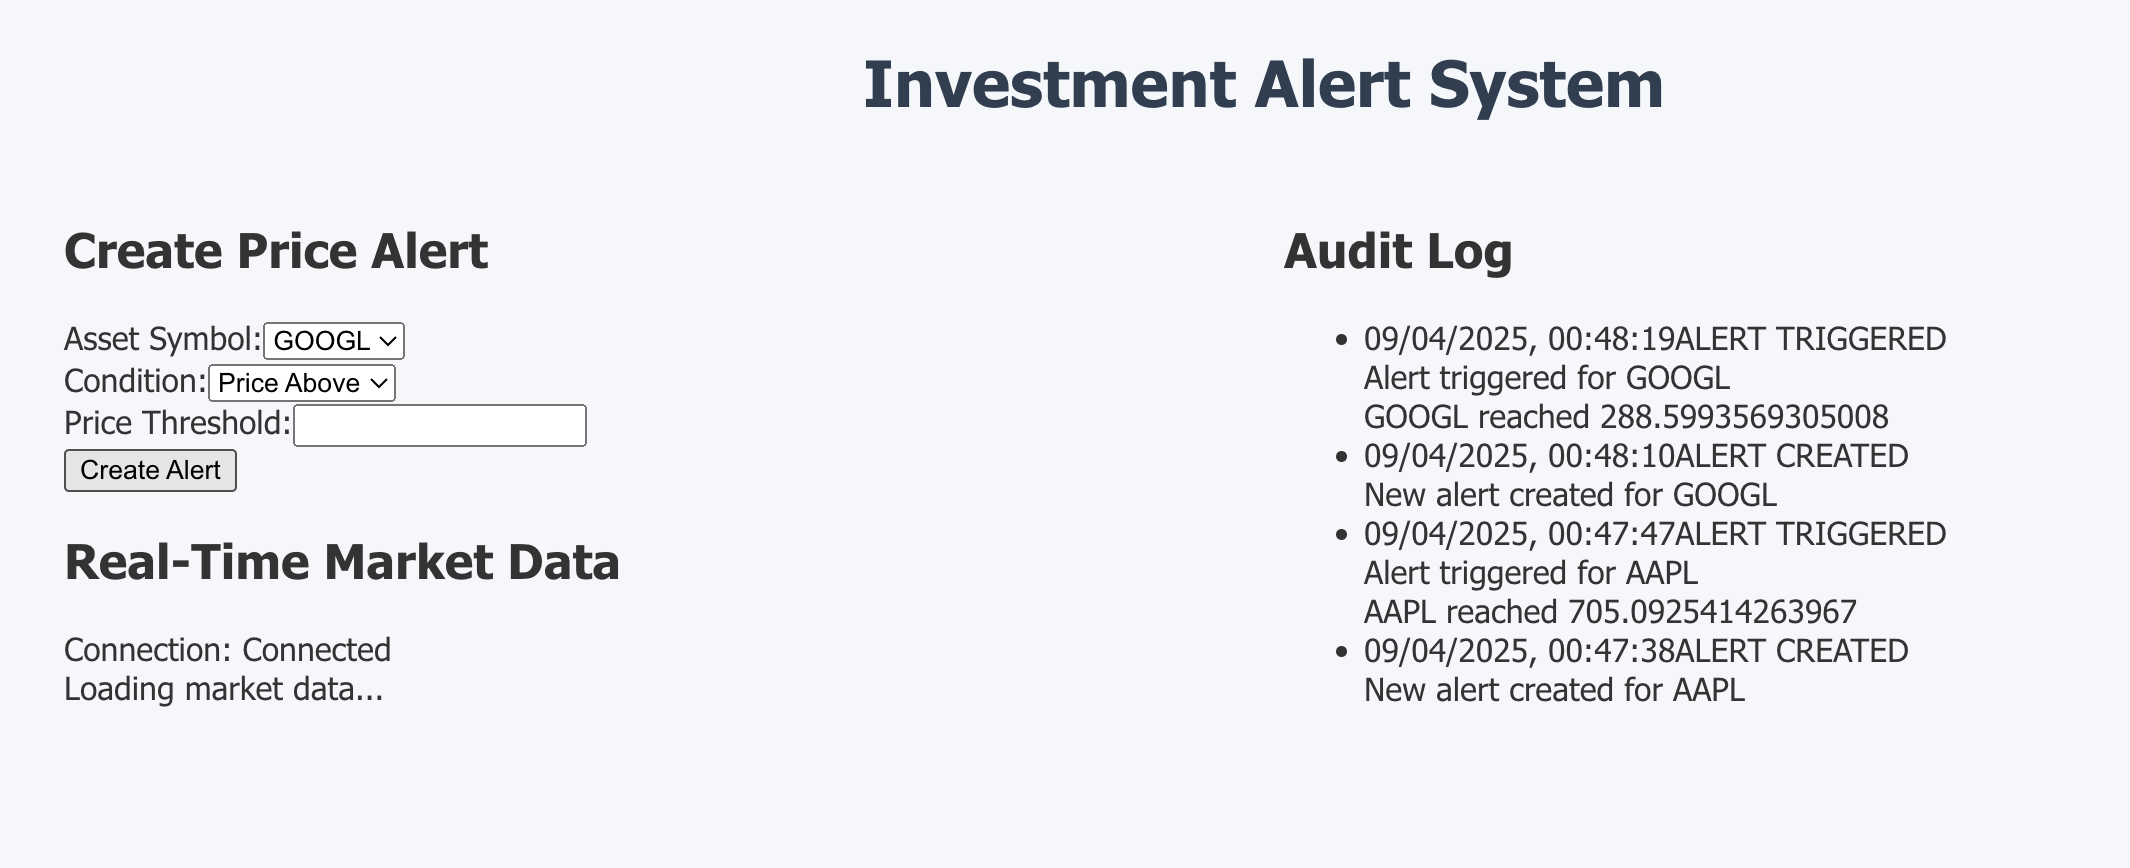 Investment Alert System
Create Price Alert
Asset Symbol: GOOGL
Condition: Price Above
Price Threshold:
Create Alert
Real-Time Market Data
Connection: Connected
Loading market data...
Audit Log
09/04/2025, 00:48:19ALERT TRIGGERED
Alert triggered for GOOGL
GOOGL reached 288.5993569305008
09/04/2025, 00:48:10ALERT CREATED
New alert created for GOOGL
09/04/2025, 00:47:47ALERT TRIGGERED
Alert triggered for AAPL
AAPL reached 705.0925414263967
09/04/2025, 00:47:38ALERT CREATED
New alert created for AAPL